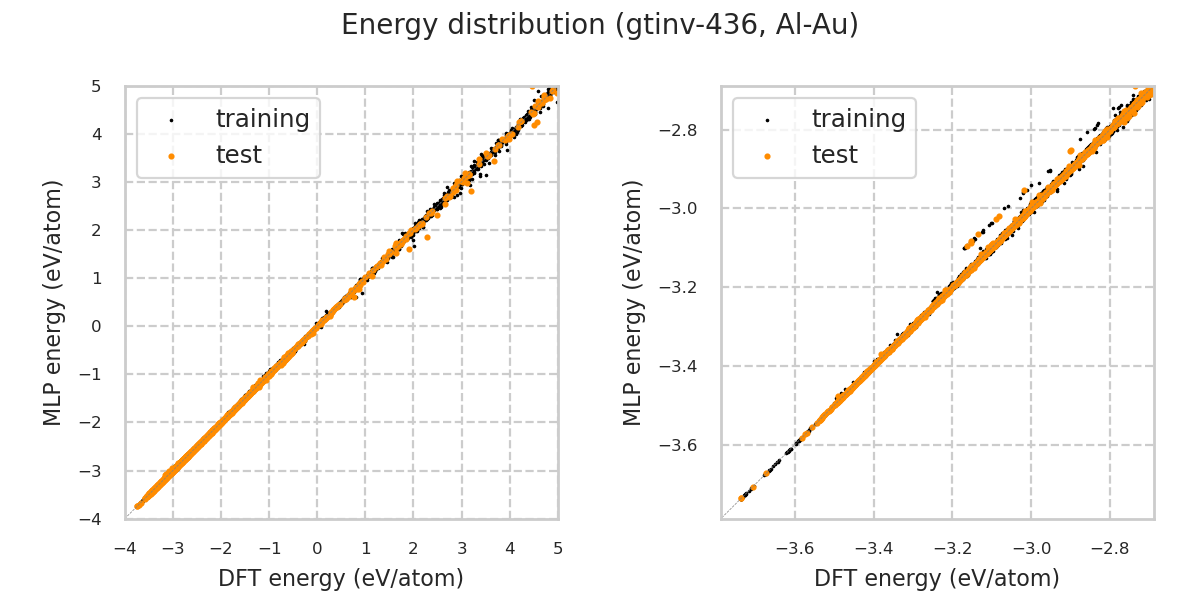 Energy distribution (gtinv-436, Al-Au)
training
test
5
4
3
2
1
0
−1
−2
−3
−4
MLP energy (eV/atom)
−4 −3 −2 −1 0 1 2 3 4 5
DFT energy (eV/atom)
training
test
−2.8
−3.0
−3.2
−3.4
−3.6
MLP energy (eV/atom)
−3.6 −3.4 −3.2 −3.0 −2.8
DFT energy (eV/atom)